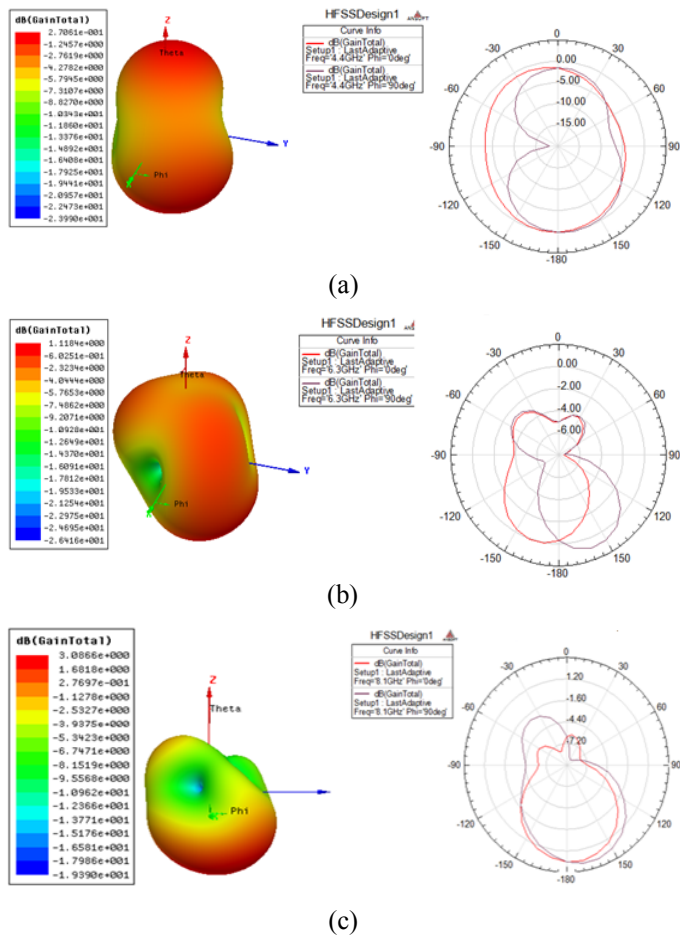 dB(GainTotal)
2.7061e-001
-1.2457e+000
-2.7619e+000
-4.2782e+000
-5.7945e+000
-7.3107e+000
-8.8270e+000
-1.0343e+001
-1.1860e+001
-1.3376e+001
-1.4892e+001
-1.6408e+001
-1.7925e+001
-1.9441e+001
-2.0957e+001
-2.2473e+001
-2.3990e+001
Z
Theta
Y
Phi
X
HFSSDesign1
ANSOFT
Curve Info
dB(GainTotal)
Setup1 : LastAdaptive
Freq='4.4GHz' Phi='0deg'
dB(GainTotal)
Setup1 : LastAdaptive
Freq='4.4GHz' Phi='90deg'
0
30
60
90
120
150
-180
-150
-120
-90
-60
-30
0.00
-5.00
-10.00
-15.00
(a)
dB(GainTotal)
1.1184e+000
-6.0251e-001
-2.3234e+000
-4.0444e+000
-5.7653e+000
-7.4862e+000
-9.2071e+000
-1.0928e+001
-1.2649e+001
-1.4370e+001
-1.6091e+001
-1.7812e+001
-1.9533e+001
-2.1254e+001
-2.2975e+001
-2.4695e+001
-2.6416e+001
Z
Theta
Y
Phi
X
HFSSDesign1
Curve Info
dB(GainTotal)
Setup1 : LastAdaptive
Freq='6.3GHz' Phi='0deg'
dB(GainTotal)
Setup1 : LastAdaptive
Freq='6.3GHz' Phi='90deg'
0
30
60
90
120
150
-180
-150
-120
-90
-60
-30
0.00
-2.00
-4.00
-6.00
(b)
dB(GainTotal)
3.0866e+000
1.6818e+000
2.7697e-001
-1.1278e+000
-2.5327e+000
-3.9375e+000
-5.3423e+000
-6.7471e+000
-8.1519e+000
-9.5568e+000
-1.0962e+001
-1.2366e+001
-1.3771e+001
-1.5176e+001
-1.6581e+001
-1.7986e+001
-1.9390e+001
Z
Theta
Phi
HFSSDesign1
Curve Info
dB(GainTotal)
Setup1 : LastAdaptive
Freq='8.1GHz' Phi='0deg'
dB(GainTotal)
Setup1 : LastAdaptive
Freq='8.1GHz' Phi='90deg'
0
30
60
90
120
150
-180
-150
-120
-90
-60
-30
1.20
-1.60
-4.40
-7.20
(c)